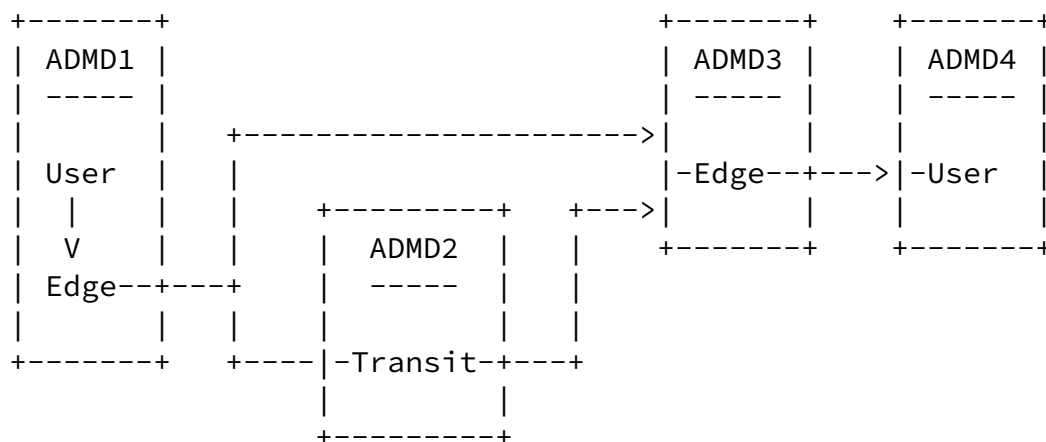 +-------+                           +-------+   +-------+
| ADMD1 |                           | ADMD3 |   | ADMD4 |
| ----- |                           | ----- |   | ----- |
|       |   +---------------------->|       |   |       |
| User  |   |                       |-Edge--+--->|-User  |
|  |    |   |     +---------+   +--->|       |   |       |
|  V    |   |     |  ADMD2  |   |    +-------+   +-------+
| Edge--+---+     |  -----  |   |
|       |   |     |         |   |
+-------+   +----|-Transit-+---+
                 |         |
                 +---------+